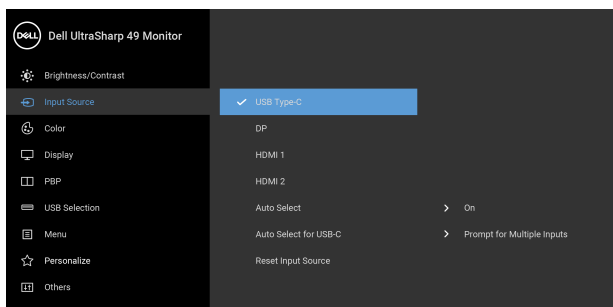 DELL Dell UltraSharp 49 Monitor
Brightness/Contrast
Input Source
USB Type-C
Color
DP
Display
HDMI 1
PBP
HDMI 2
USB Selection
Auto Select
On
Menu
Auto Select for USB-C
Prompt for Multiple Inputs
Personalize
Reset Input Source
Others